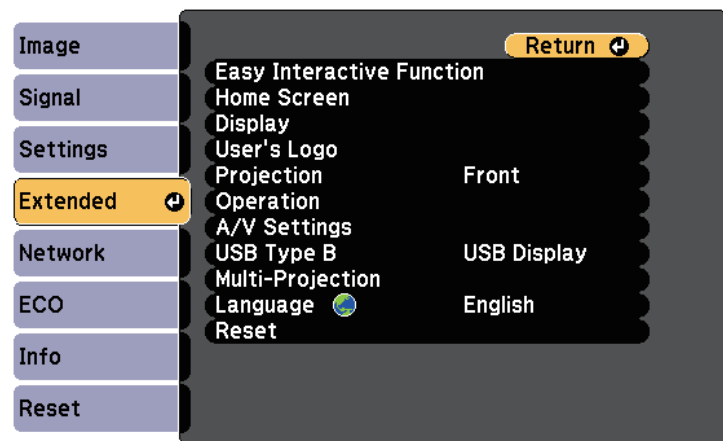 Image
Signal
Settings
Extended
Network
ECO
Info
Reset
Return
Easy Interactive Function
Home Screen
Display
User's Logo
Projection Front
Operation
A/V Settings
USB Type B USB Display
Multi-Projection
Language English
Reset